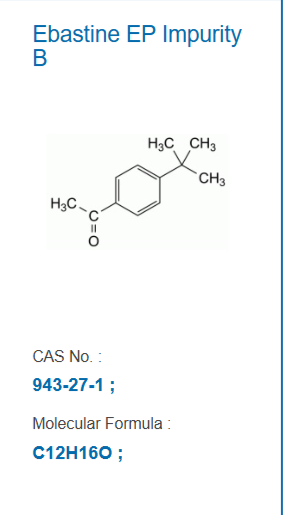 Ebastine EP Impurity
B
H₃C CH₃
CH₃
H₃C
C
O
CAS No. :
943-27-1 ;
Molecular Formula :
C12H16O ;